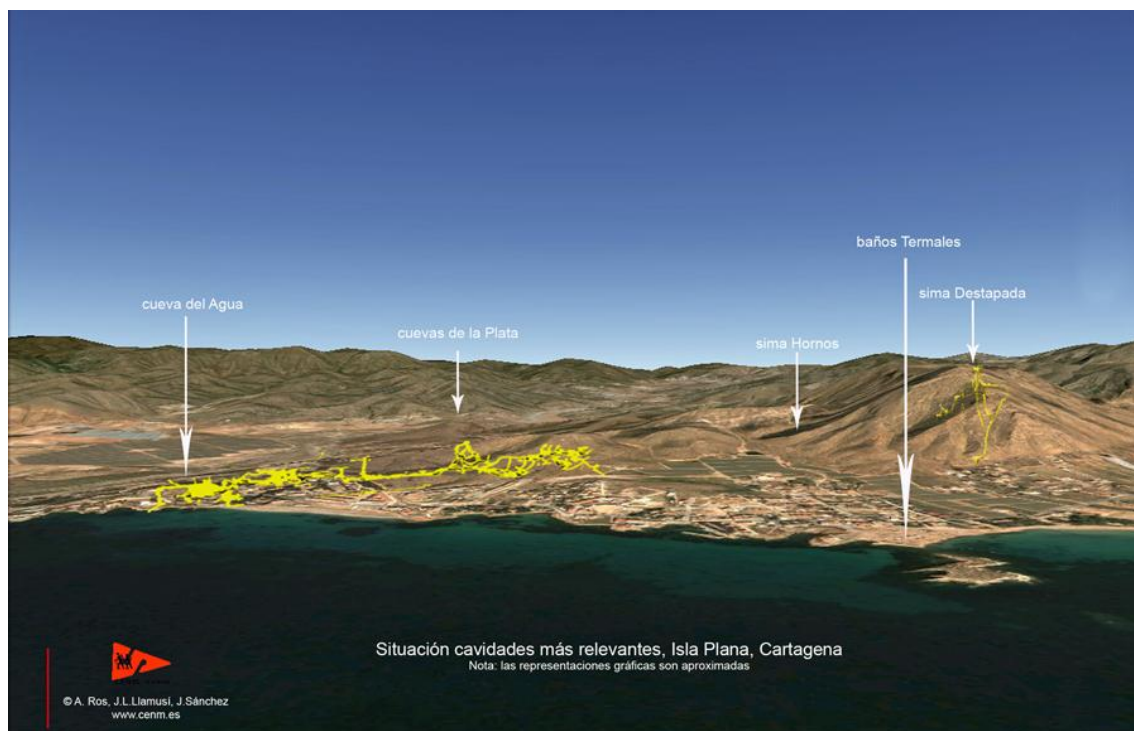 baños Termales
sima Destapada
cueva del Agua
cuevas de la Plata
sima Hornos
Situación cavidades más relevantes, Isla Plana, Cartagena
Nota: las representaciones gráficas son aproximadas
© A. Ros, J.L.Llamusí, J.Sánchez
www.cenm.es